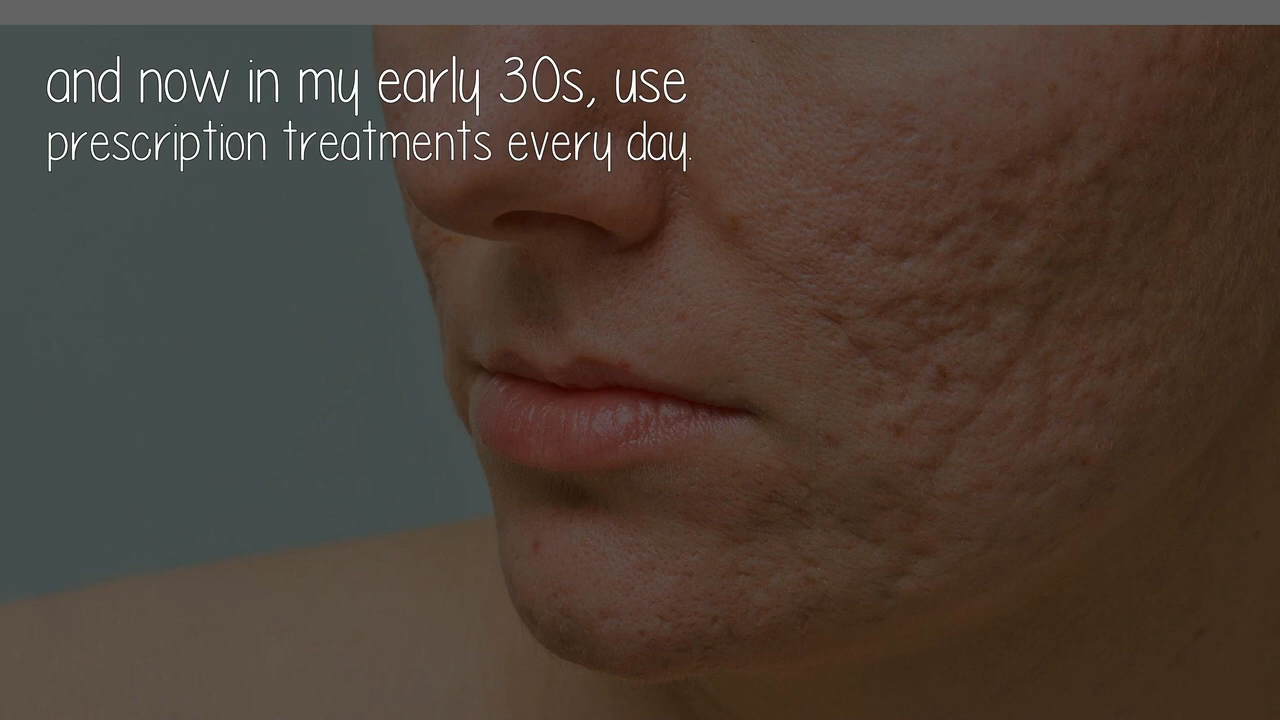 and now in my early 30s, use
prescription treatments every day.